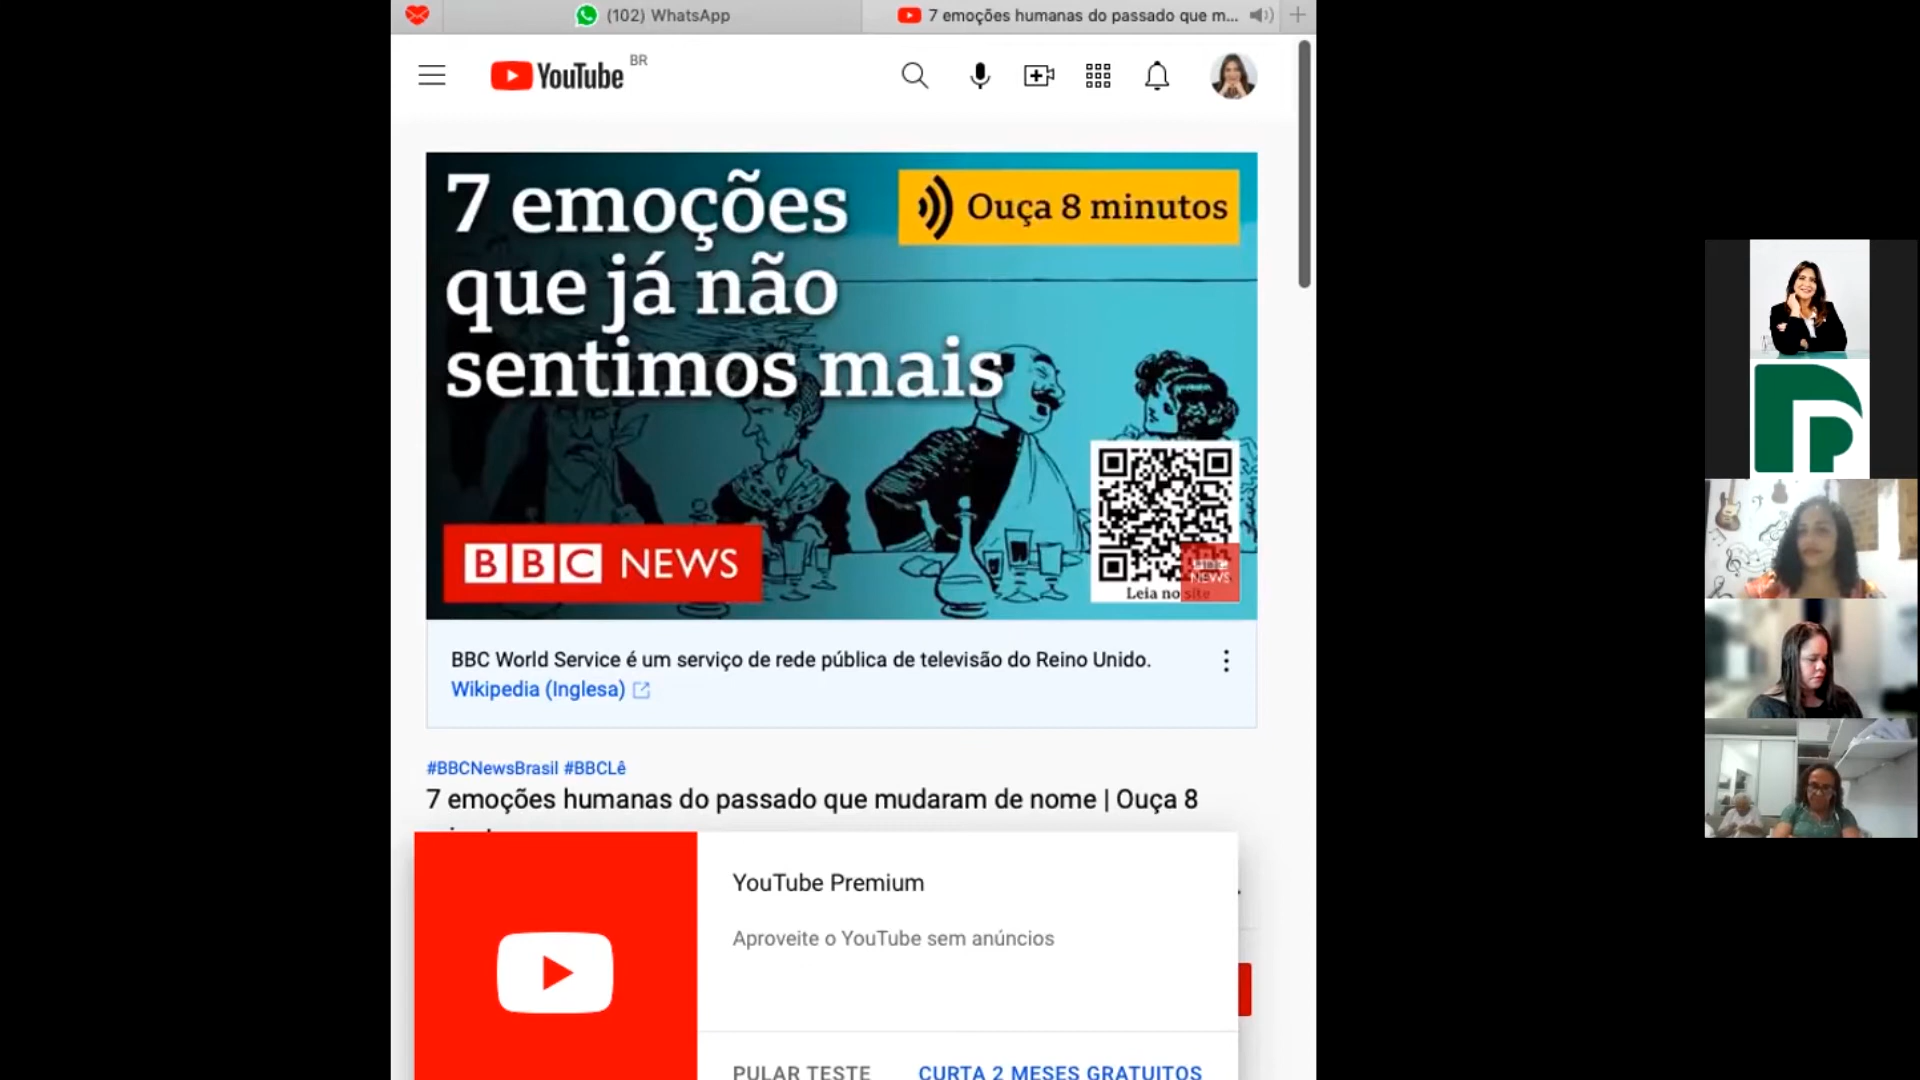 (102) WhatsApp
7 emoções humanas do passado que m...
YouTube BR
7 emoções
que já não
sentimos mais
Ouça 8 minutos
BBC NEWS
BBC
NEWS
Leia no site
BBC World Service é um serviço de rede pública de televisão do Reino Unido.
Wikipedia (Inglesa)
#BBCNewsBrasil #BBCLê
7 emoções humanas do passado que mudaram de nome | Ouça 8
YouTube Premium
Aproveite o YouTube sem anúncios
PULAR TESTE
CURTA 2 MESES GRATUITOS